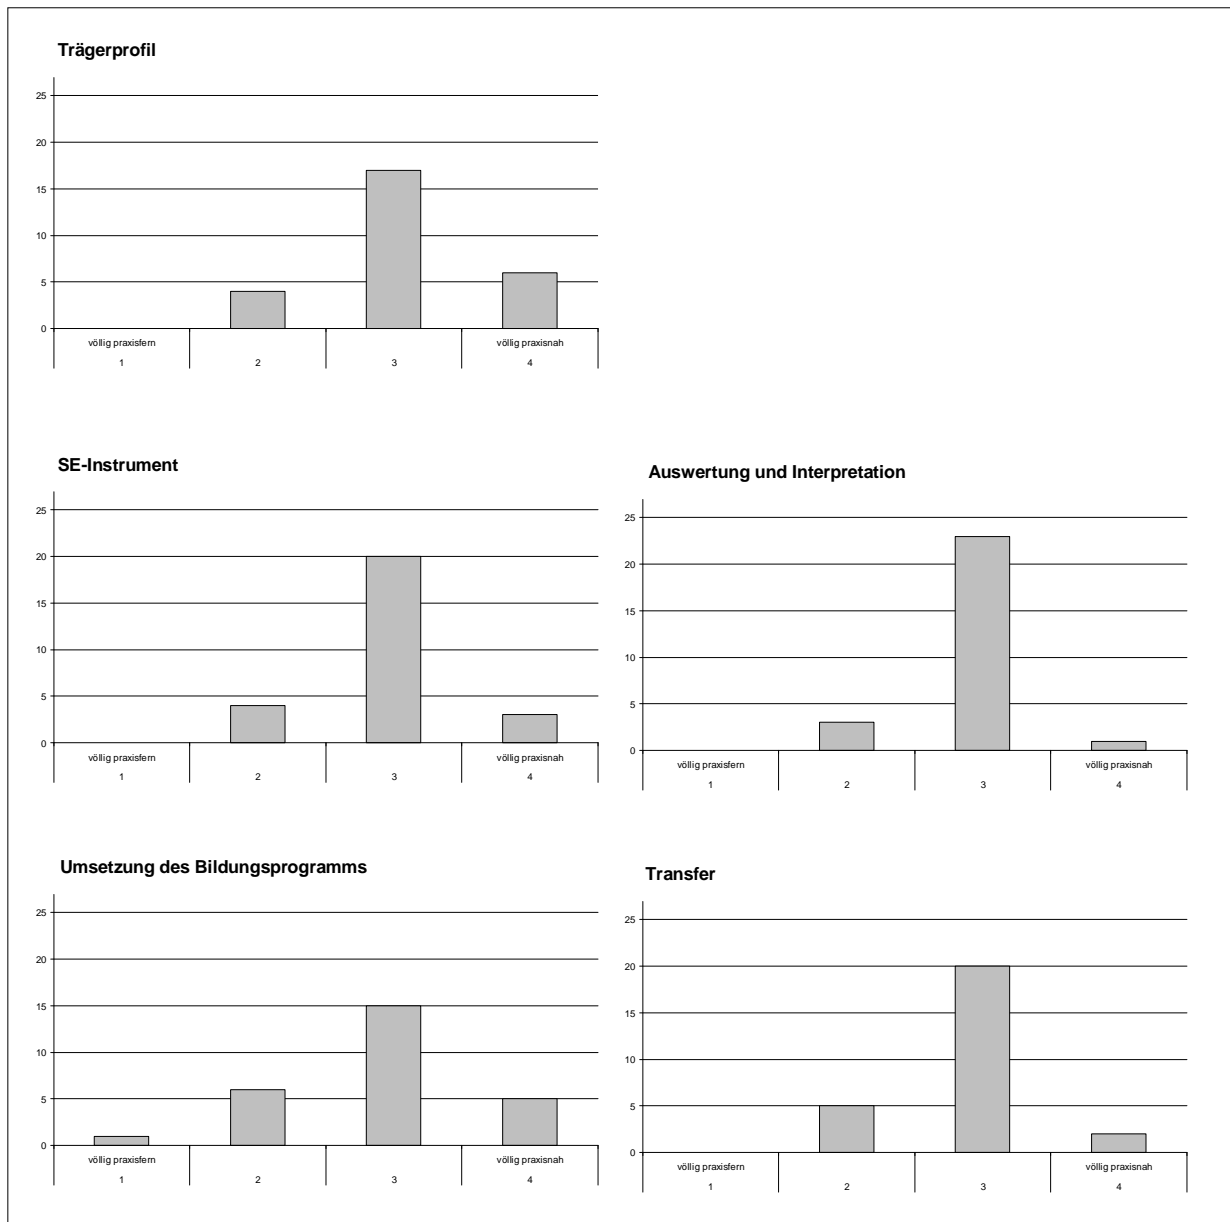 Trägerprofil
25
20
15
10
5
0
völlig praxisfern völlig praxisnah
1 2 3 4
SE-Instrument
25
20
15
10
5
0
völlig praxisfern völlig praxisnah
1 2 3 4
Auswertung und Interpretation
25
20
15
10
5
0
völlig praxisfern völlig praxisnah
1 2 3 4
Umsetzung des Bildungsprogramms
25
20
15
10
5
0
völlig praxisfern völlig praxisnah
1 2 3 4
Transfer
25
20
15
10
5
0
völlig praxisfern völlig praxisnah
1 2 3 4